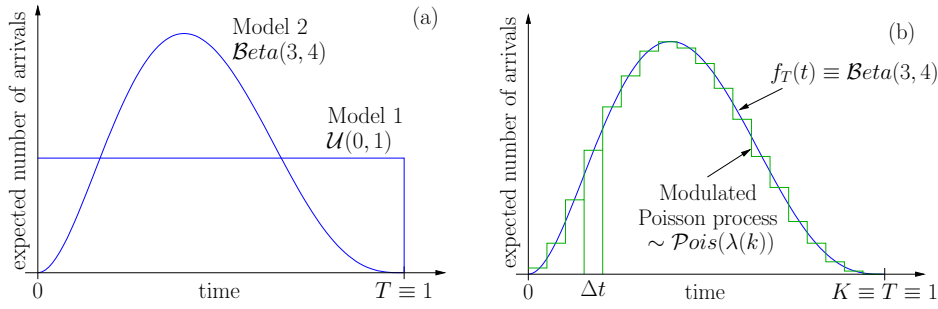 (a)
Model 2
Beta(3, 4)
Model 1
U(0, 1)
expected number of arrivals
0
time
T ≡ 1
(b)
f_T(t) ≡ Beta(3, 4)
Modulated
Poisson process
∼ Pois(λ(k))
expected number of arrivals
0
Δt
time
K ≡ T ≡ 1